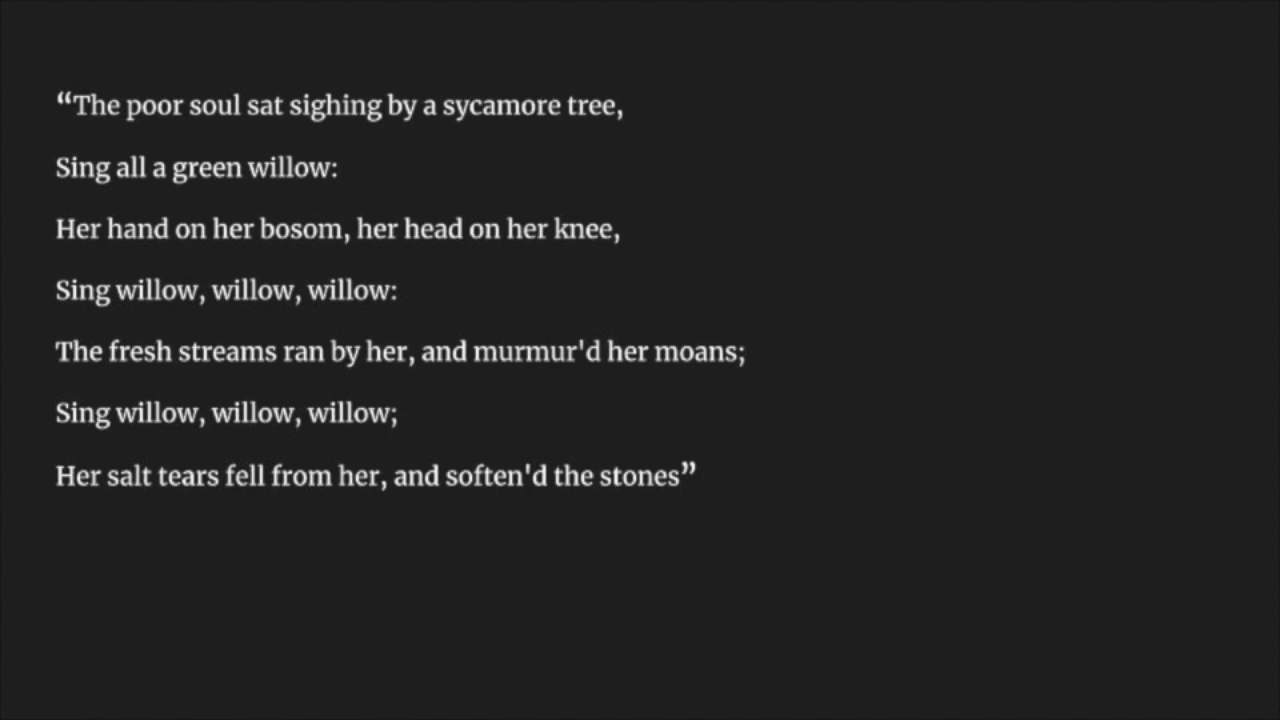 “The poor soul sat sighing by a sycamore tree,
Sing all a green willow:
Her hand on her bosom, her head on her knee,
Sing willow, willow, willow:
The fresh streams ran by her, and murmur'd her moans;
Sing willow, willow, willow;
Her salt tears fell from her, and soften'd the stones”